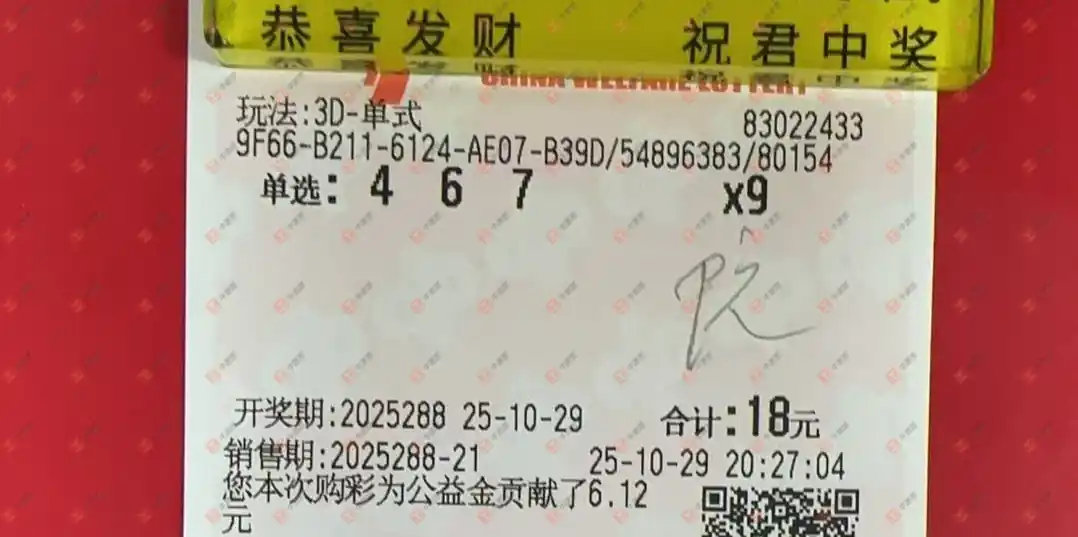 恭喜发财 祝君中奖
CHINA WELFARE LOTTERY
玩法:3D-单式 83022433
9F66-B211-6124-AE07-B39D/54896383/80154
单选: 4 6 7 x9
开奖期:2025288 25-10-29 合计:18元
销售期:2025288-21 25-10-29 20:27:04
您本次购彩为公益金贡献了6.12
元